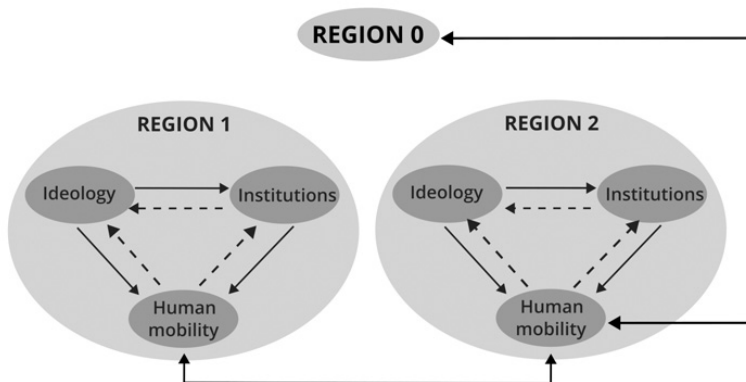 REGION 0
REGION 1
Ideology
Institutions
Human
mobility
REGION 2
Ideology
Institutions
Human
mobility